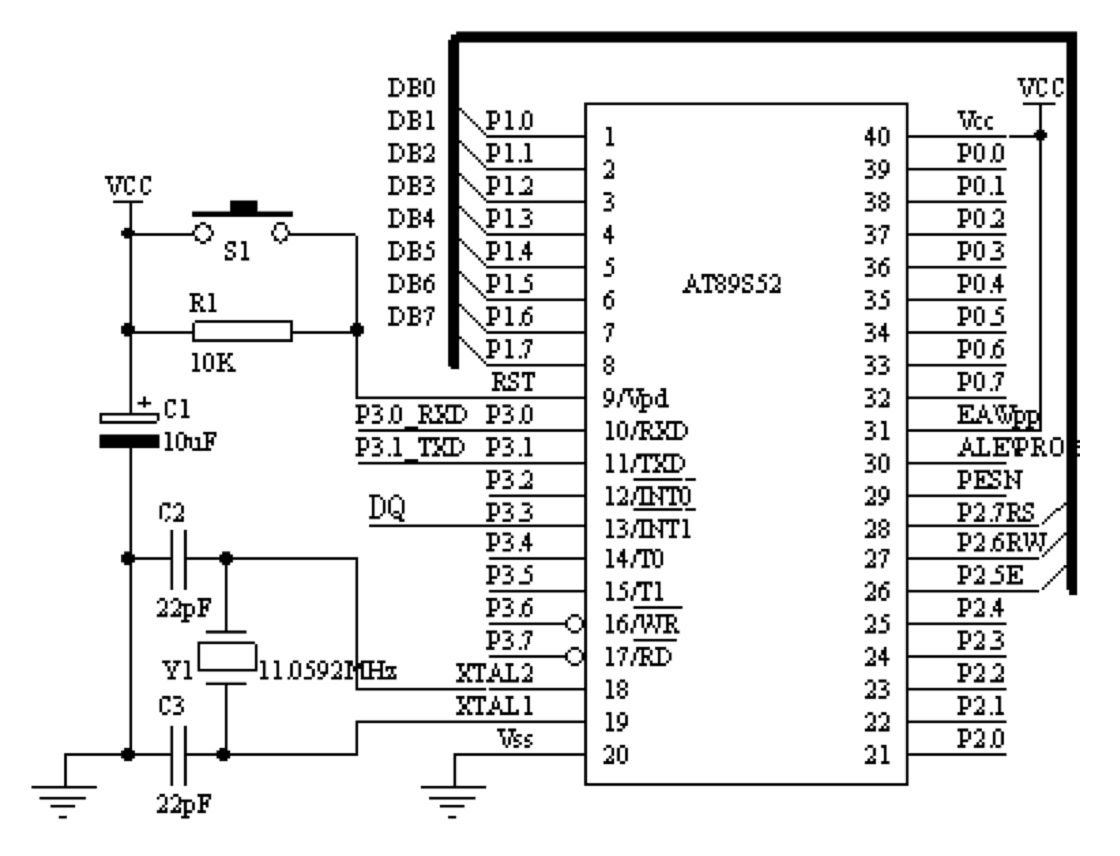 DB0
DB1
DB2
DB3
DB4
DB5
DB6
DB7
P1.0
P1.1
P1.2
P1.3
P1.4
P1.5
P1.6
P1.7
RST
P3.0_RXD P3.0
P3.1_TXD P3.1
P3.2
DQ P3.3
P3.4
P3.5
P3.6
P3.7
XTAL2
XTAL1
Vss
VCC
S1
R1
10K
C1
10uF
C2
22pF
Y1 11.0592MHz
C3
22pF
AT89S52
1
2
3
4
5
6
7
8
9/Vpd
10/RXD
11/TXD
12/INT0
13/INT1
14/T0
15/T1
16/WR
17/RD
18
19
20
40
39
38
37
36
35
34
33
32
31
30
29
28
27
26
25
24
23
22
21
VCC
Vcc
P0.0
P0.1
P0.2
P0.3
P0.4
P0.5
P0.6
P0.7
EA/Vpp
PESN
P2.7RS
P2.6RW
P2.5E
P2.4
P2.3
P2.2
P2.1
P2.0